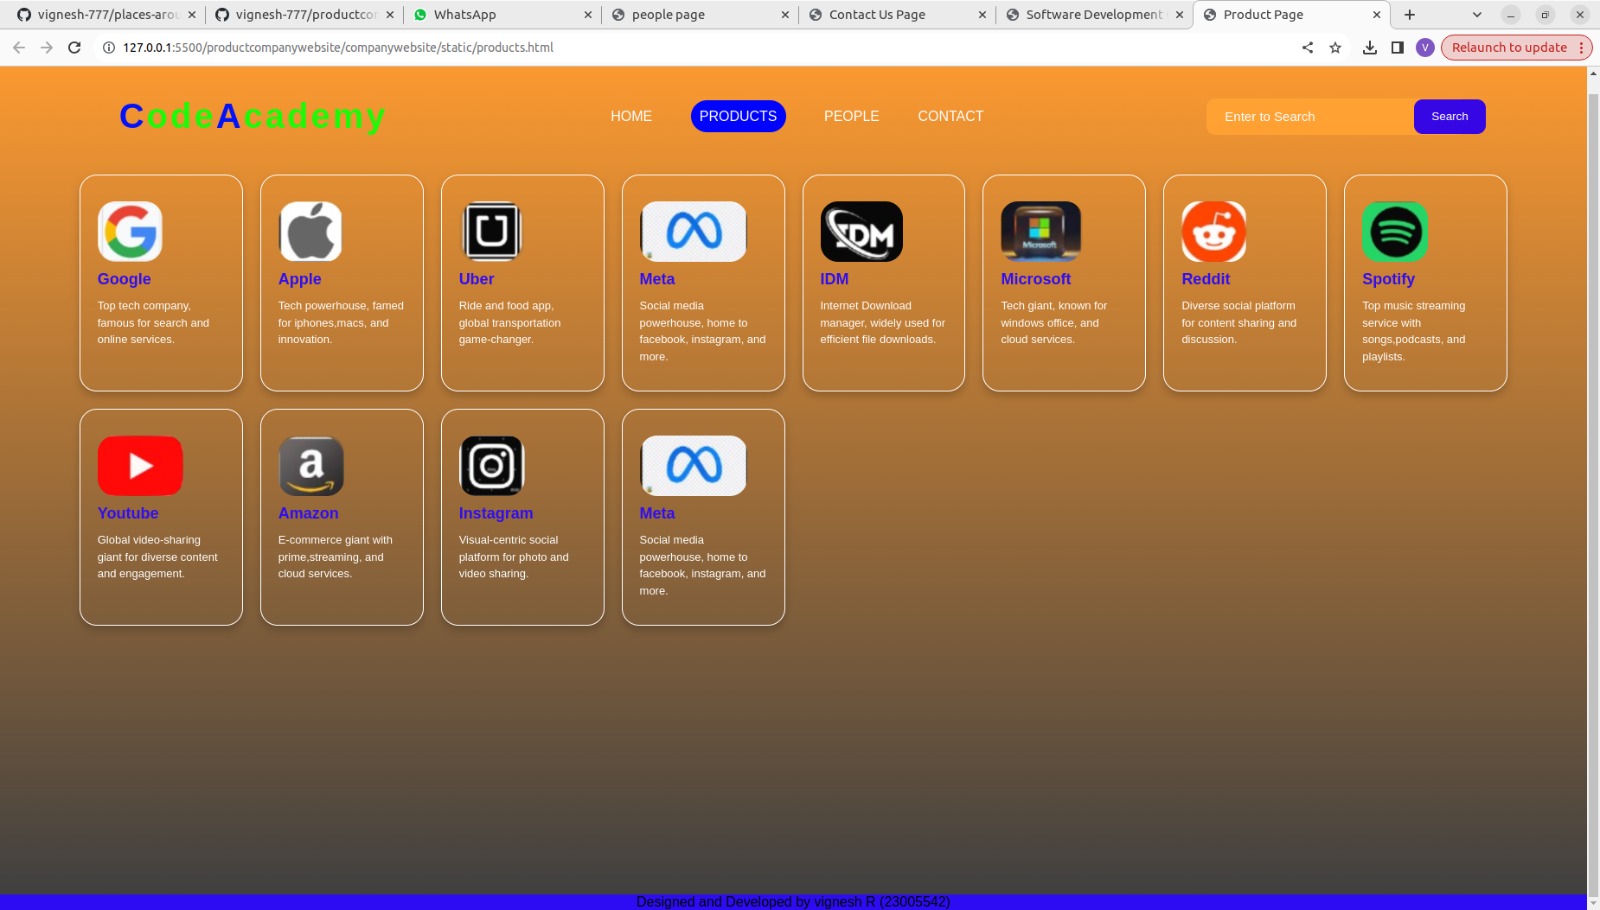 vignesh-777/places-arou
vignesh-777/productcor
WhatsApp
people page
Contact Us Page
Software Development
Product Page
127.0.0.1:5500/productcompanywebsite/companywebsite/static/products.html
V
Relaunch to update
CodeAcademy
HOME
PRODUCTS
PEOPLE
CONTACT
Enter to Search
Search
Google
Top tech company,
famous for search and
online services.
Apple
Tech powerhouse, famed
for iphones,macs, and
innovation.
Uber
Ride and food app,
global transportation
game-changer.
Meta
Social media
powerhouse, home to
facebook, instagram, and
more.
IDM
IDM
Internet Download
manager, widely used for
efficient file downloads.
Microsoft
Microsoft
Tech giant, known for
windows office, and
cloud services.
Reddit
Diverse social platform
for content sharing and
discussion.
Spotify
Top music streaming
service with
songs,podcasts, and
playlists.
Youtube
Global video-sharing
giant for diverse content
and engagement.
a
Amazon
E-commerce giant with
prime,streaming, and
cloud services.
Instagram
Visual-centric social
platform for photo and
video sharing.
Meta
Social media
powerhouse, home to
facebook, instagram, and
more.
Designed and Developed by vignesh R (23005542)